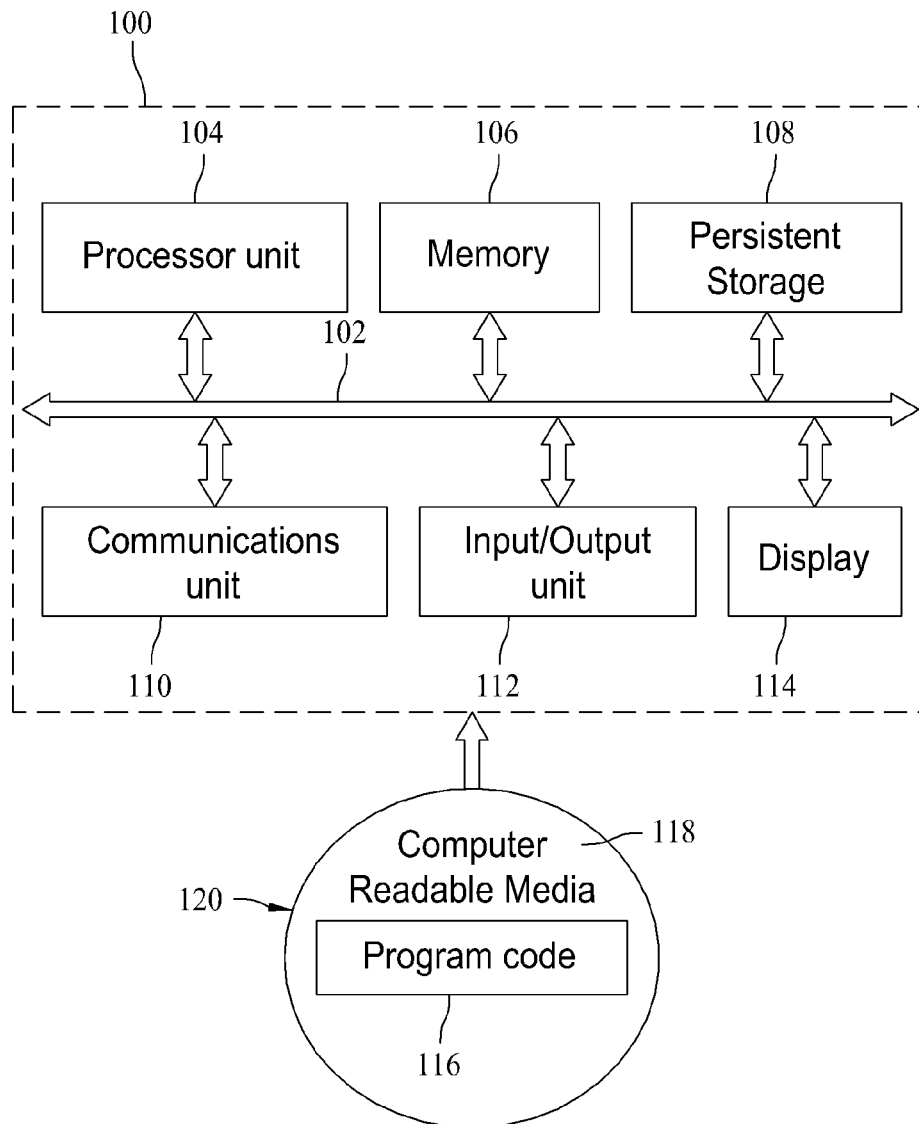 100
104
106
108
Processor unit
Memory
Persistent
Storage
102
Communications
unit
Input/Output
unit
Display
110
112
114
118
Computer
Readable Media
120
Program code
116